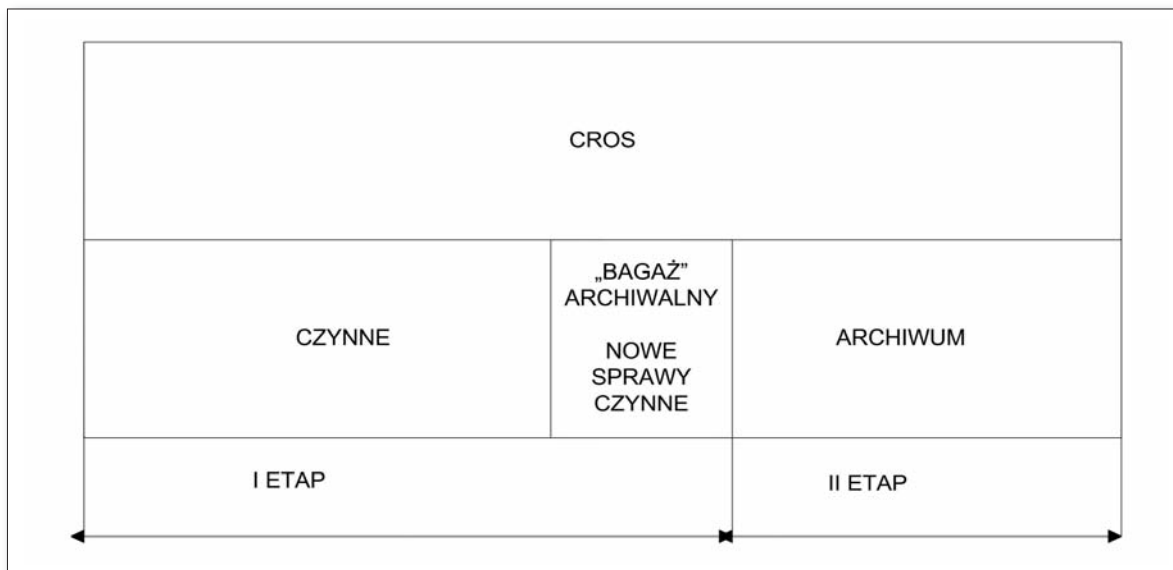 CROS
CZYNNE
„BAGAŻ”
ARCHIWALNY
NOWE
SPRAWY
CZYNNE
ARCHIWUM
I ETAP
II ETAP